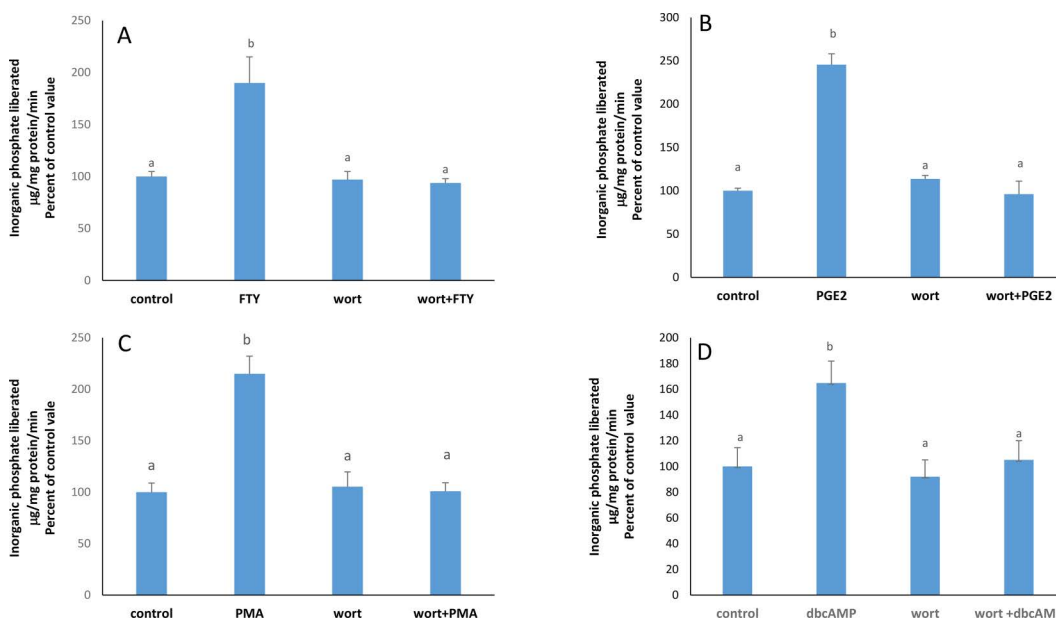 A
Inorganic phosphate liberated
µg/mg protein/min
Percent of control value
250
200
150
100
50
0
a
b
a
a
control FTY wort wort+FTY
B
Inorganic phosphate liberated
µg/mg protein/min
Percent of control value
300
250
200
150
100
50
0
a
b
a
a
control PGE2 wort wort+PGE2
C
Inorganic phosphate liberated
µg/mg protein/min
Percent of control vale
250
200
150
100
50
0
a
b
a
a
control PMA wort wort+PMA
D
Inorganic phosphate liberated
µg/mg protein/min
Percent of control value
200
180
160
140
120
100
80
60
40
20
0
a
b
a
a
control dbcAMP wort wort +dbcAM